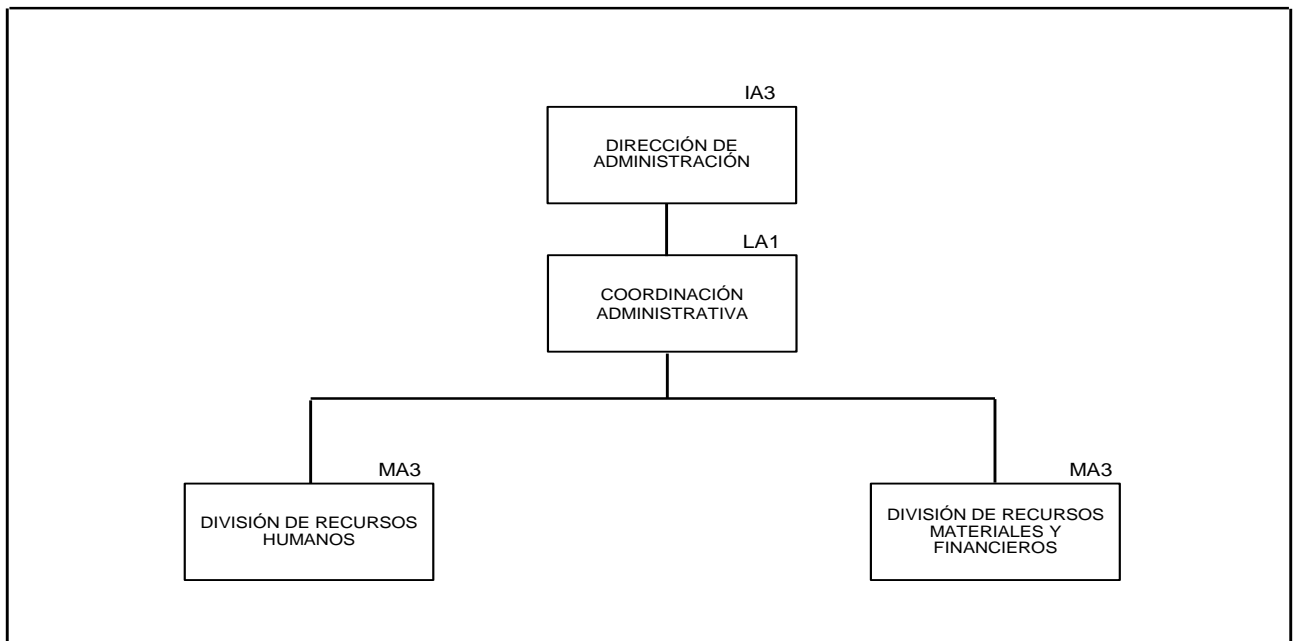 IA3
DIRECCIÓN DE
ADMINISTRACIÓN
LA1
COORDINACIÓN
ADMINISTRATIVA
MA3
DIVISIÓN DE RECURSOS
HUMANOS
MA3
DIVISIÓN DE RECURSOS
MATERIALES Y
FINANCIEROS